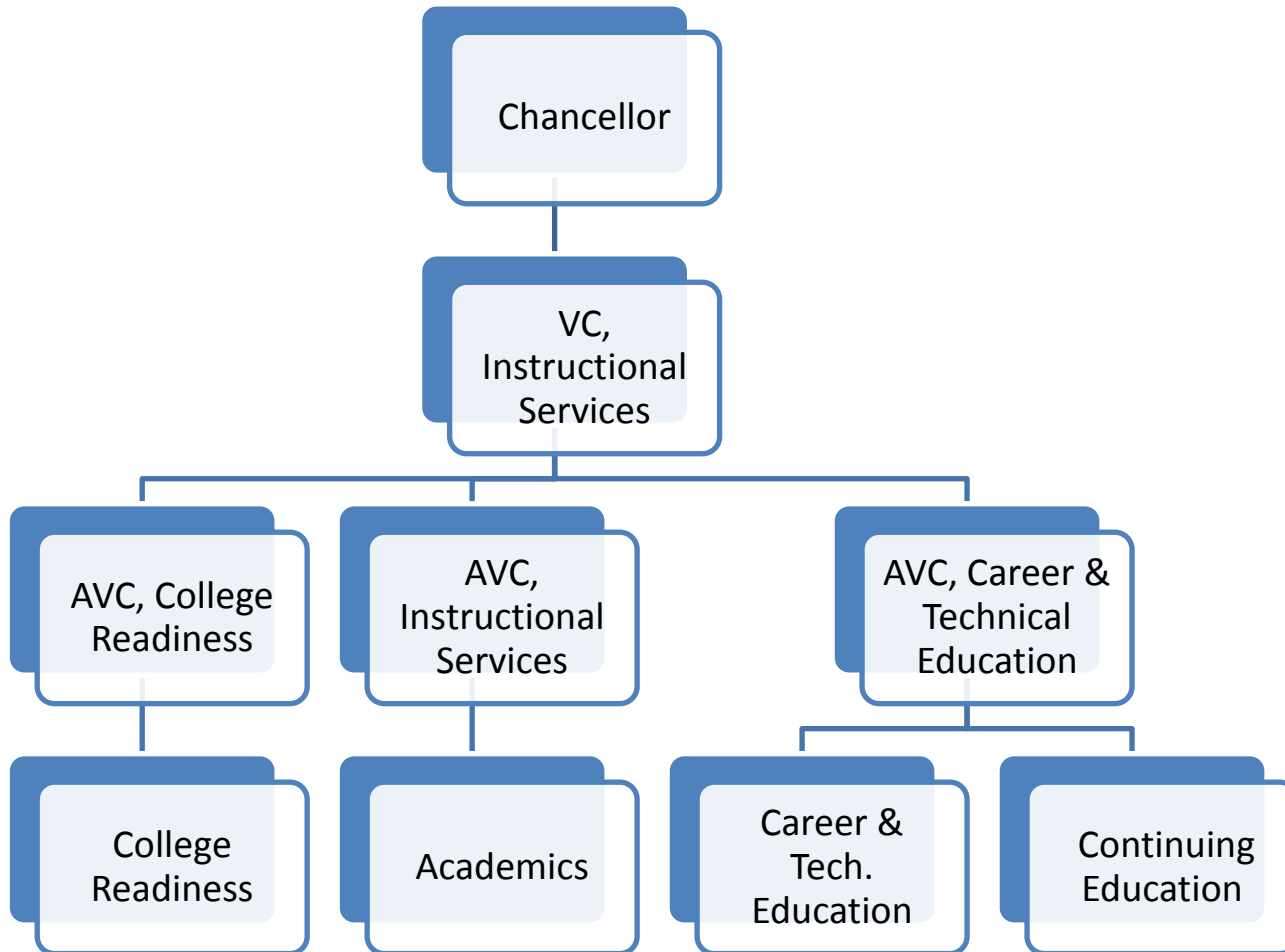 Chancellor
VC,
Instructional
Services
AVC, College
Readiness
AVC,
Instructional
Services
AVC, Career &
Technical
Education
College
Readiness
Academics
Career &
Tech.
Education
Continuing
Education